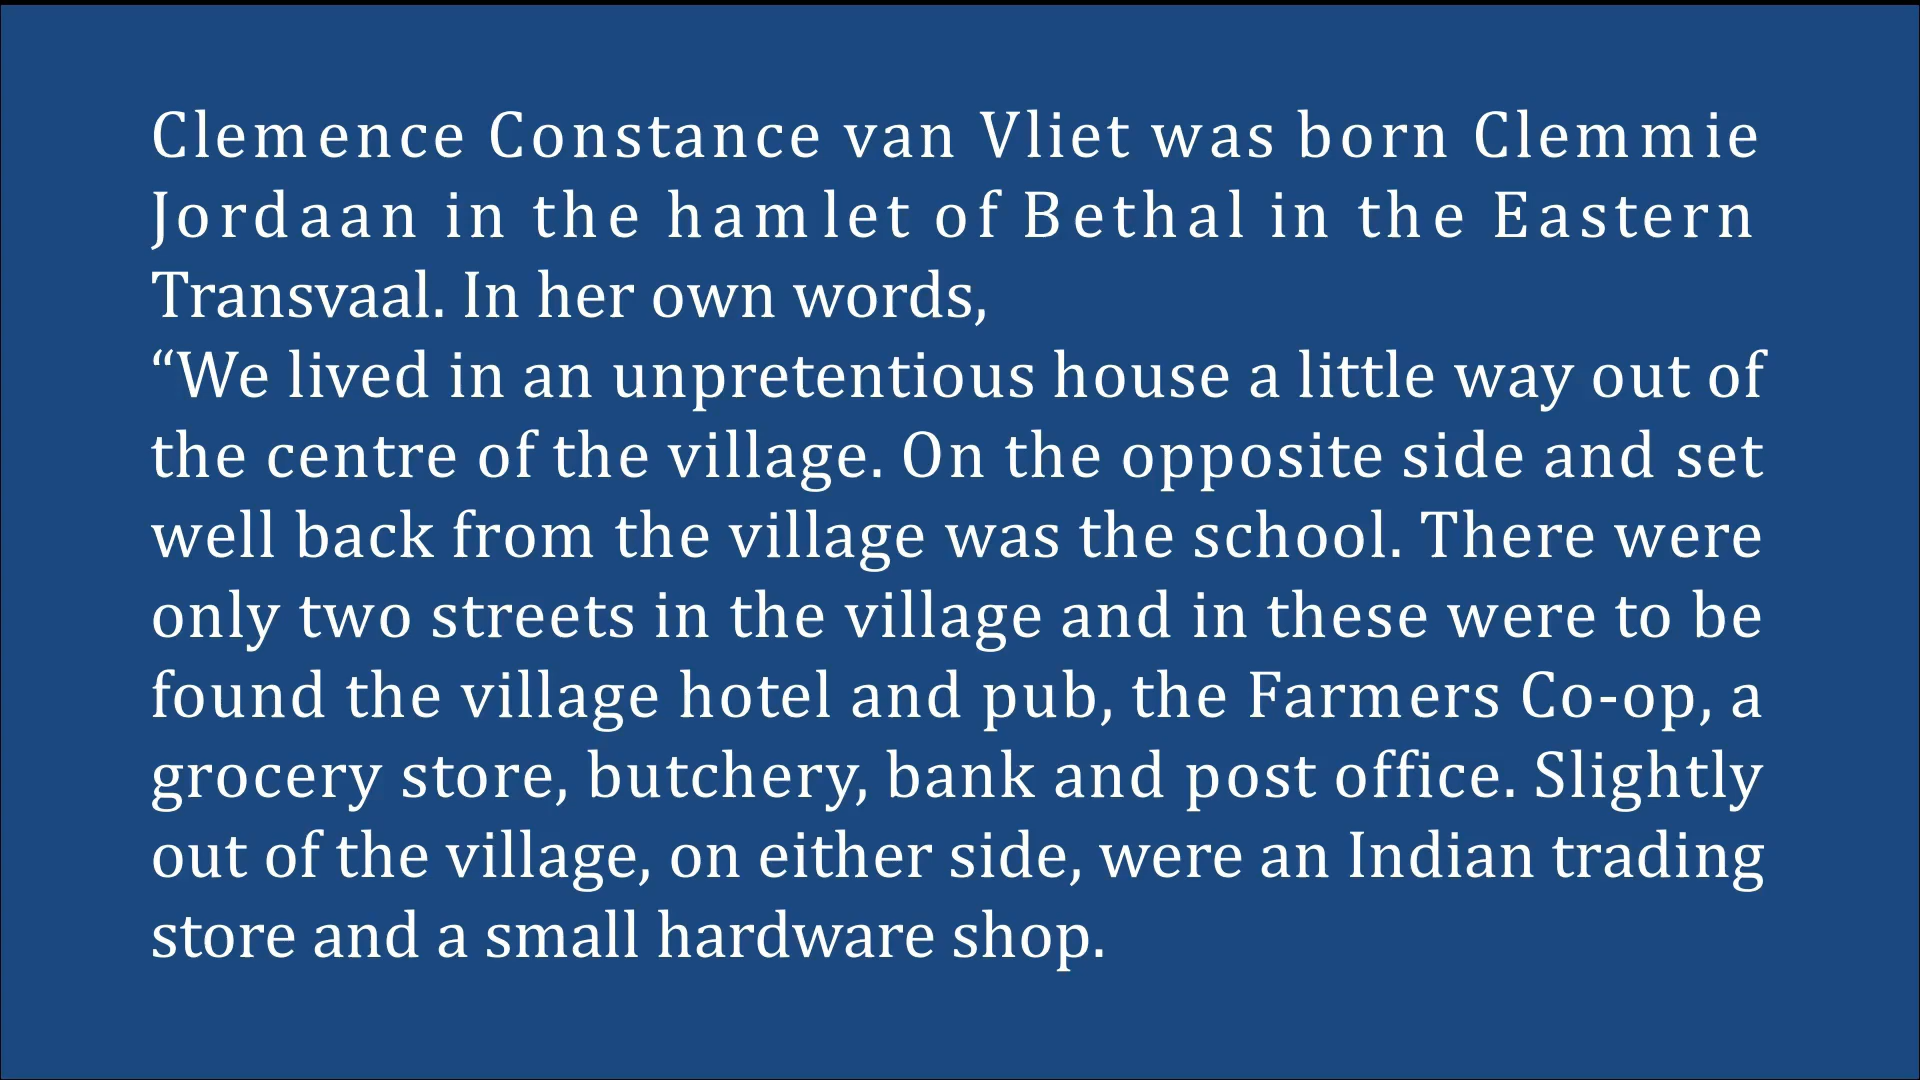 Clemence Constance van Vliet was born Clemmie
Jordaan in the hamlet of Bethal in the Eastern
Transvaal. In her own words,
“We lived in an unpretentious house a little way out of
the centre of the village. On the opposite side and set
well back from the village was the school. There were
only two streets in the village and in these were to be
found the village hotel and pub, the Farmers Co-op, a
grocery store, butchery, bank and post office. Slightly
out of the village, on either side, were an Indian trading
store and a small hardware shop.